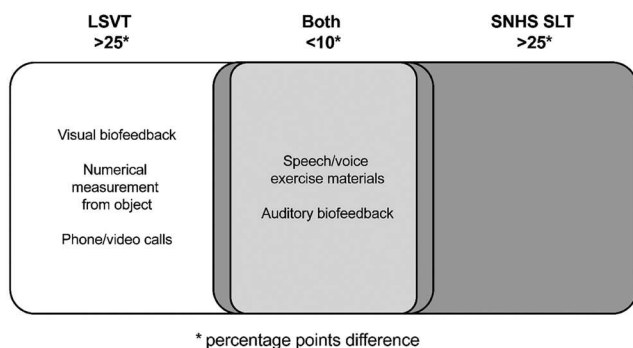 LSVT
>25*
Both
<10*
SNHS SLT
>25*
Visual biofeedback
Numerical
measurement
from object
Phone/video calls
Speech/voice
exercise materials
Auditory biofeedback
* percentage points difference